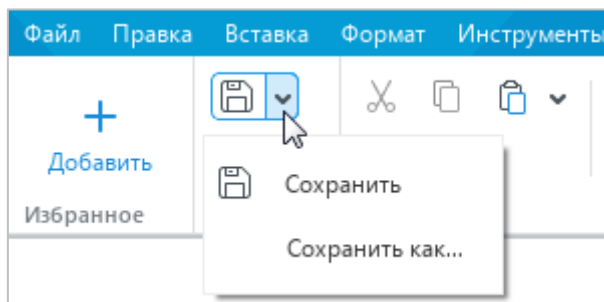 Файл Правка Вставка Формат Инструменты
Добавить
Избранное
Сохранить
Сохранить как...